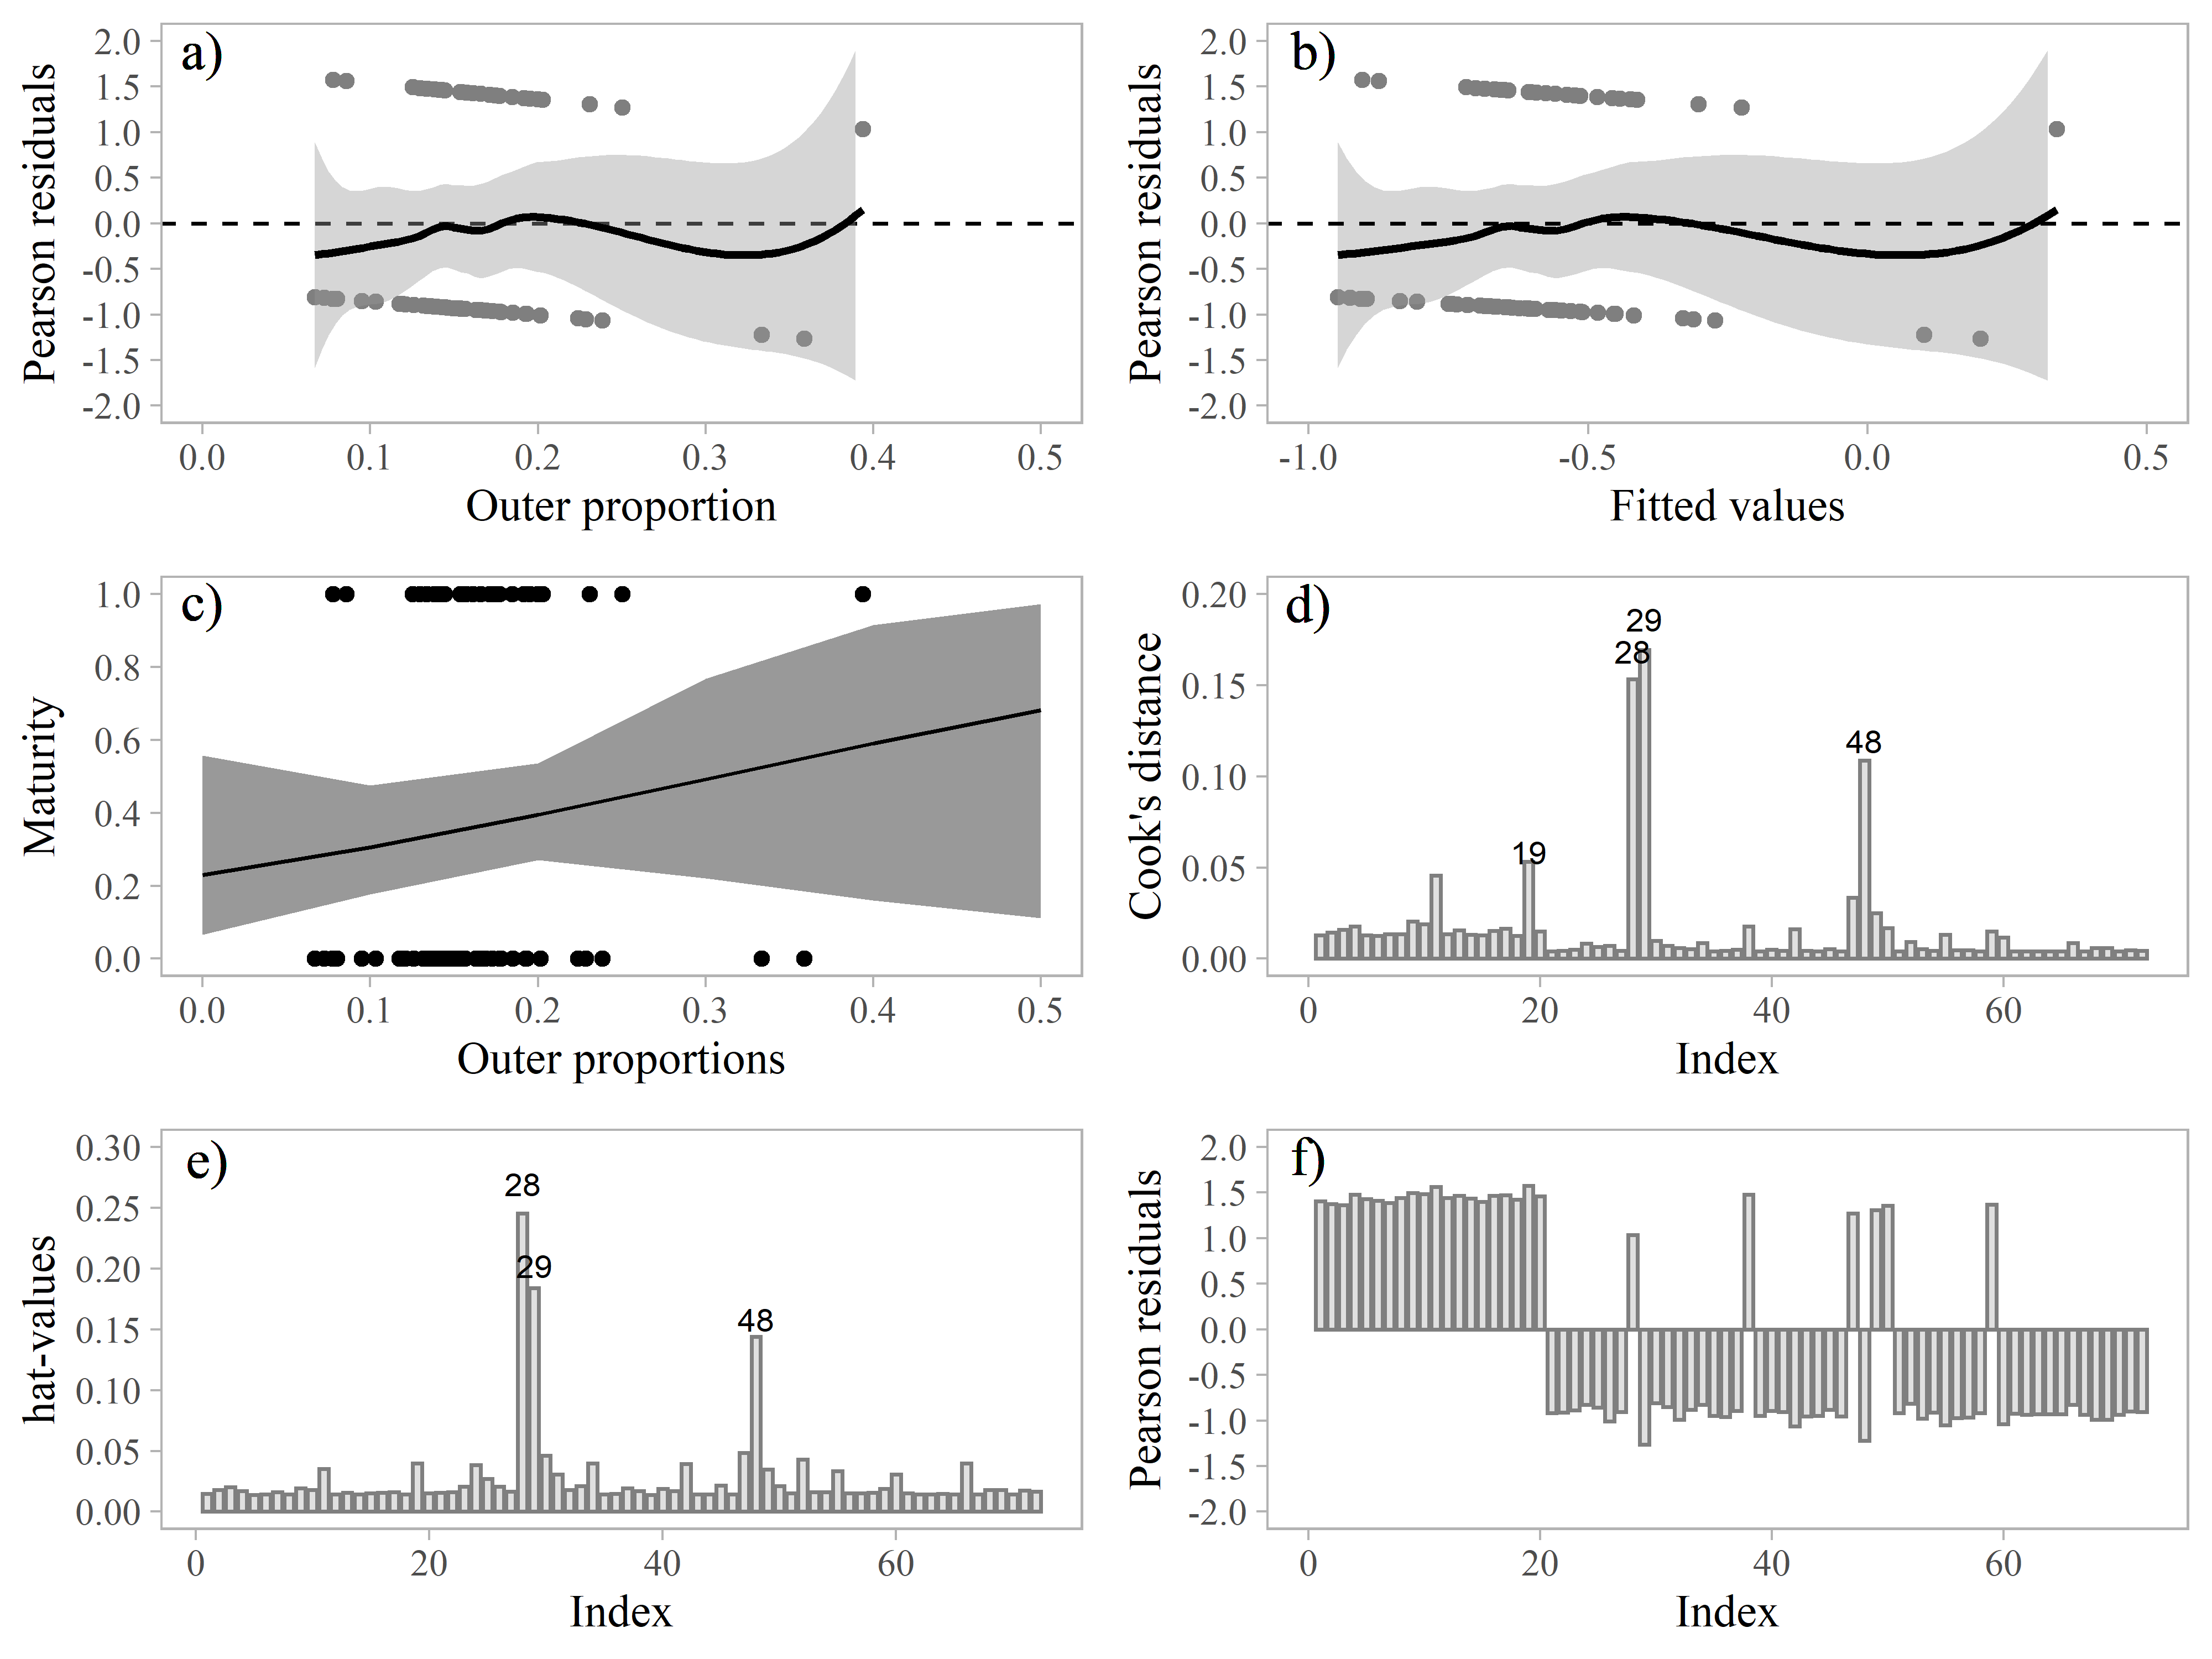 a)
2.0
1.5
1.0
0.5
0.0
-0.5
-1.0
-1.5
-2.0
Pearson residuals
0.0 0.1 0.2 0.3 0.4 0.5
Outer proportion
b)
2.0
1.5
1.0
0.5
0.0
-0.5
-1.0
-1.5
-2.0
Pearson residuals
-1.0 -0.5 0.0 0.5
Fitted values
c)
1.0
0.8
0.6
0.4
0.2
0.0
Maturity
0.0 0.1 0.2 0.3 0.4 0.5
Outer proportions
d)
0.20
0.15
0.10
0.05
0.00
Cook's distance
29
28
48
19
0 20 40 60
Index
e)
0.30
0.25
0.20
0.15
0.10
0.05
0.00
hat-values
28
29
48
0 20 40 60
Index
f)
2.0
1.5
1.0
0.5
0.0
-0.5
-1.0
-1.5
-2.0
Pearson residuals
0 20 40 60
Index